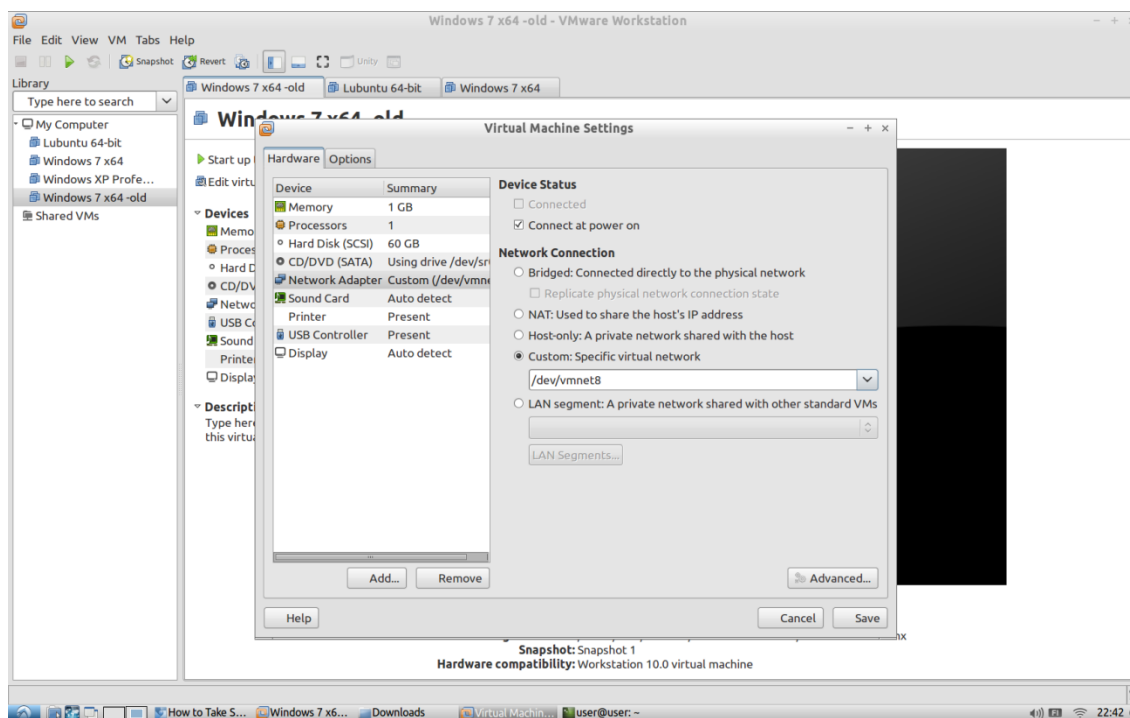 Windows 7 x64 -old - VMware Workstation
File Edit View VM Tabs Help
Snapshot Revert Unity
Library
Type here to search
My Computer
Lubuntu 64-bit
Windows 7 x64
Windows XP Profe...
Windows 7 x64 -old
Shared VMs
Windows 7 x64 -old Lubuntu 64-bit Windows 7 x64
Windows 7 x64 -old
Start up
Edit virtu
Devices
Memo
Proces
Hard D
CD/DV
Netwo
USB Co
Sound
Printe
Display
Descripti
Type here
this virtua
Virtual Machine Settings
Hardware Options
Device Summary
Memory 1 GB
Processors 1
Hard Disk (SCSI) 60 GB
CD/DVD (SATA) Using drive /dev/sr
Network Adapter Custom (/dev/vmne
Sound Card Auto detect
Printer Present
USB Controller Present
Display Auto detect
Add... Remove
Device Status
Connected
Connect at power on
Network Connection
Bridged: Connected directly to the physical network
Replicate physical network connection state
NAT: Used to share the host's IP address
Host-only: A private network shared with the host
Custom: Specific virtual network
/dev/vmnet8
LAN segment: A private network shared with other standard VMs
LAN Segments...
Advanced...
Help Cancel Save
Snapshot: Snapshot 1
Hardware compatibility: Workstation 10.0 virtual machine
How to Take S... Windows 7 x6... Downloads Virtual Machin... user@user: ~ FI 22:42